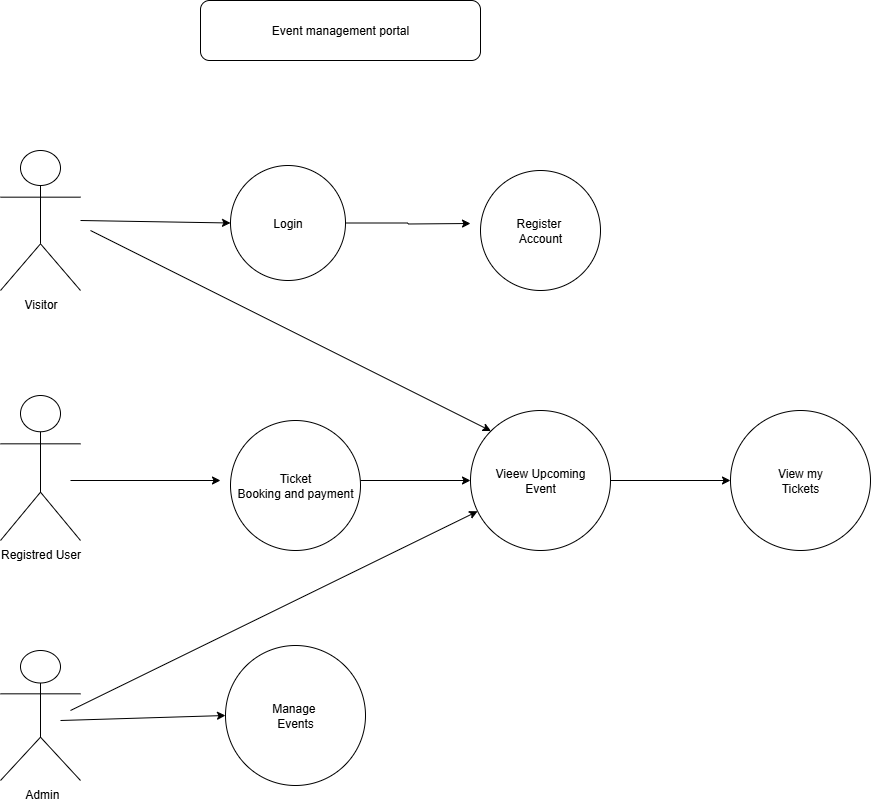 Event management portal
Login
Register
Account
Visitor
Ticket
Booking and payment
Vieew Upcoming
Event
View my
Tickets
Registred User
Manage
Events
Admin